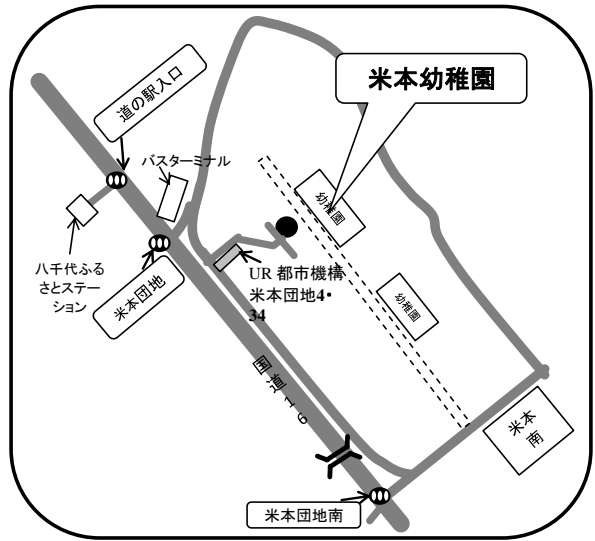 米本幼稚園
道の駅入口
バスターミナル
幼稚園
八千代ふる
さとステー
ション
米本団地
UR 都市機構
米本団地4・
34
幼稚園
国道16
米本
南
米本団地南